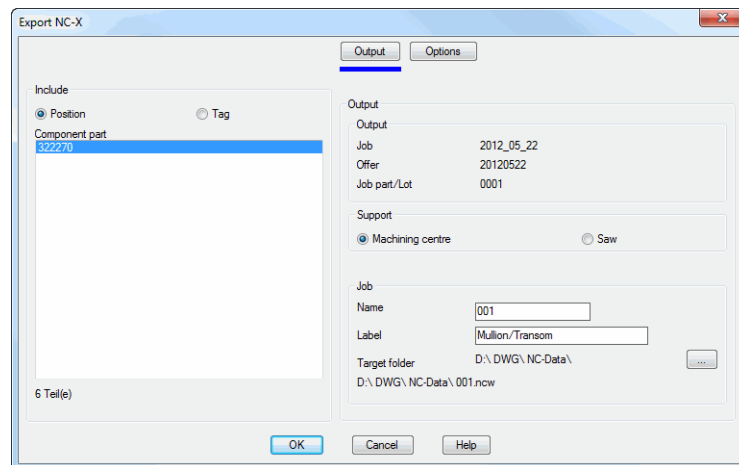 Export NC-X
Output Options
Include
Position Tag
Component part
322270
6 Teil(e)
Output
Output
Job 2012_05_22
Offer 20120522
Job part/Lot 0001
Support
Machining centre Saw
Job
Name 001
Label Mullion/Transom
Target folder D:\ DWG\ NC-Data\ ...
D:\ DWG\ NC-Data\ 001.ncw
OK Cancel Help